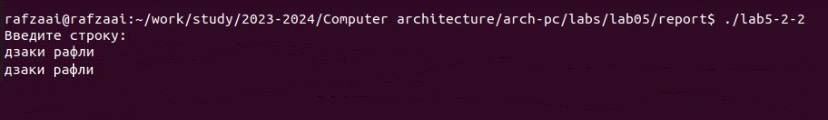 rafzaai@rafzaai:~/work/study/2023-2024/Computer architecture/arch-pc/labs/lab05/report$ ./lab5-2-2
Введите строку:
дзаки рафли
дзаки рафли